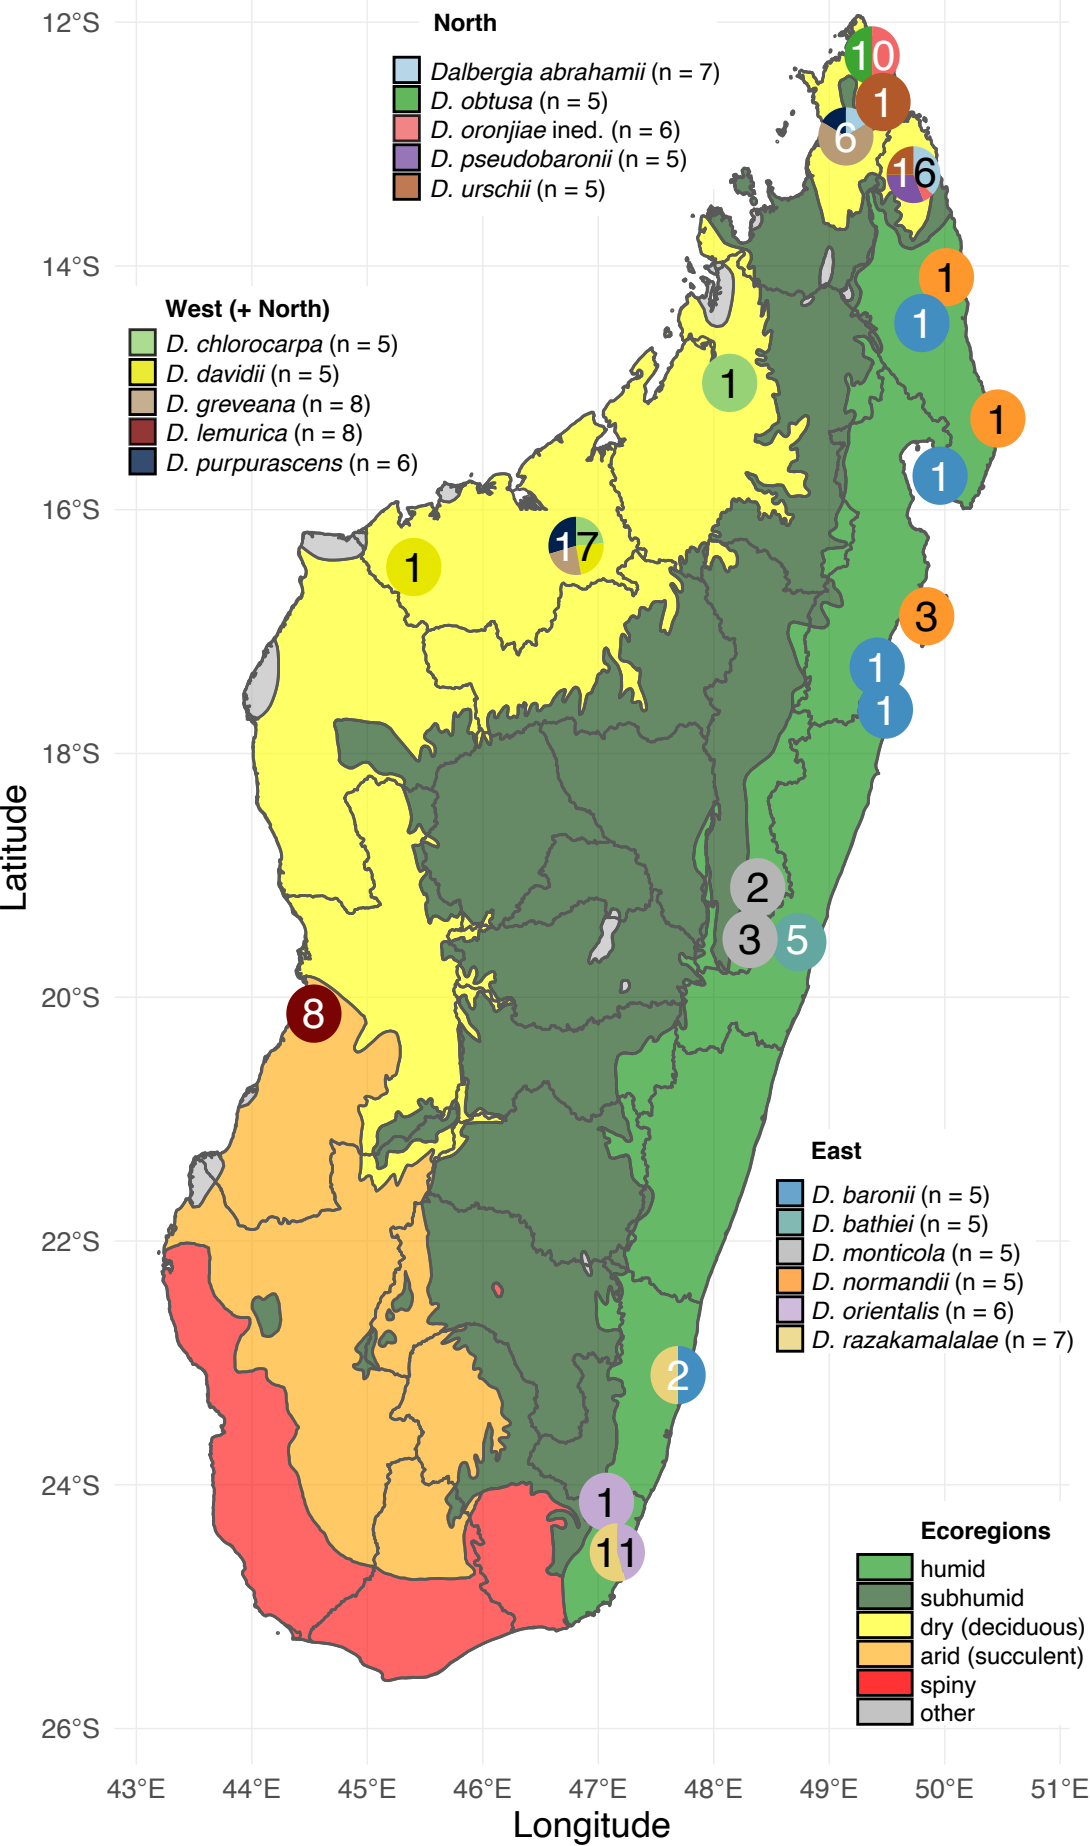 North
Dalbergia abrahamii (n = 7)
D. obtusa (n = 5)
D. oronjiae ined. (n = 6)
D. pseudobaronii (n = 5)
D. urschii (n = 5)
West (+ North)
D. chlorocarpa (n = 5)
D. davidii (n = 5)
D. greveana (n = 8)
D. lemurica (n = 8)
D. purpurascens (n = 6)
East
D. baronii (n = 5)
D. bathiei (n = 5)
D. monticola (n = 5)
D. normandii (n = 5)
D. orientalis (n = 6)
D. razakamalalae (n = 7)
Ecoregions
humid
subhumid
dry (deciduous)
arid (succulent)
spiny
other
10
1
6
16
1
1
1
1
1
17
1
3
1
1
2
3
5
8
2
1
11
12°S
14°S
16°S
18°S
20°S
22°S
24°S
26°S
Latitude
43°E 44°E 45°E 46°E 47°E 48°E 49°E 50°E 51°E
Longitude